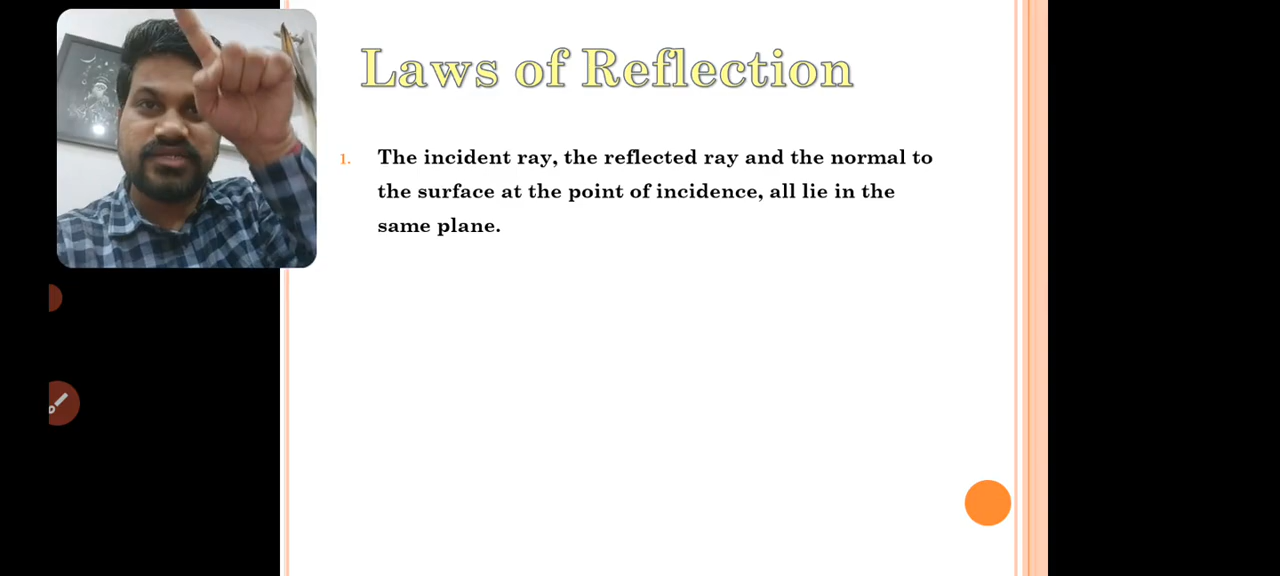 Laws of Reflection
1. The incident ray, the reflected ray and the normal to
the surface at the point of incidence, all lie in the
same plane.